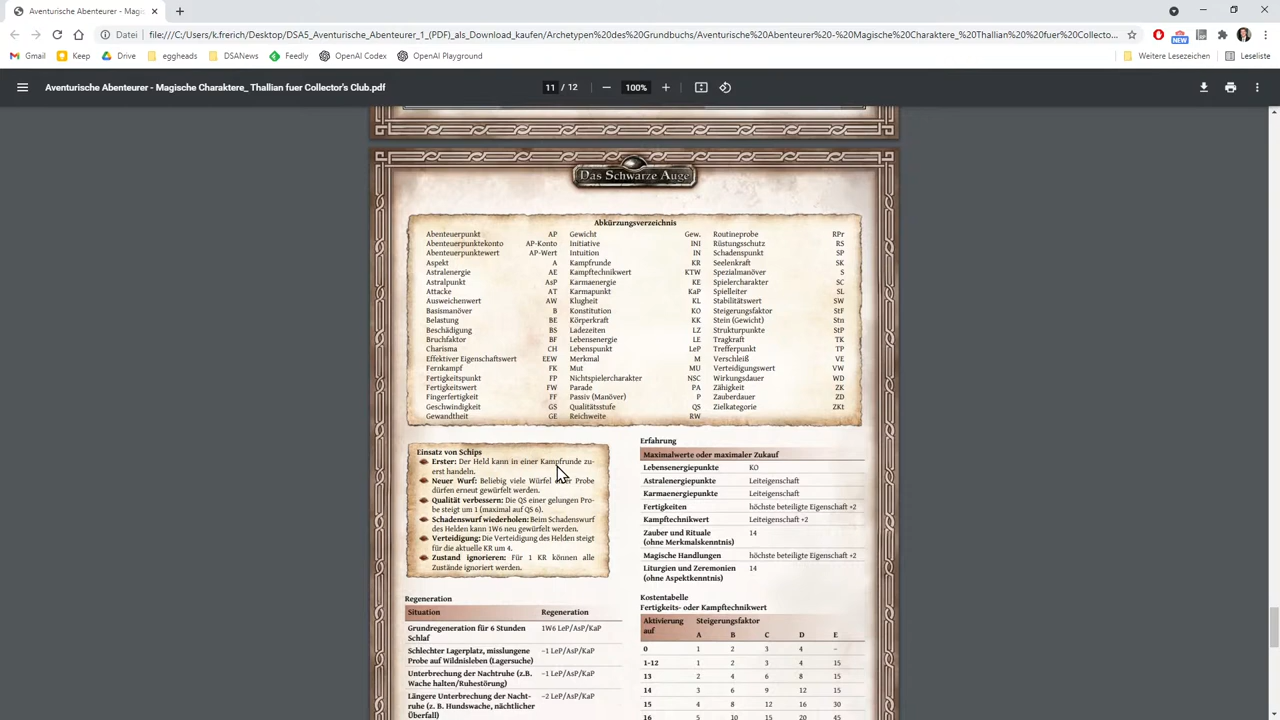 Magische Charaktere_Thallian
Datei
file:///C:/Users/k.frerich/Desktop/DSA5_Aventurische_Abenteurer_1_(PDF)_als_Download_kaufen/Archetypen%20des%20Grundbuchs/Aventurische%20Abenteurer%20-%20Magische%20Charaktere_%20Thallian%20%20fuer%20Collecto...
Gmail
Keep
Drive
eggheads
DSANews
Feedly
OpenAI Codex
OpenAI Playground
Weitere Lesezeichen
Leseliste
Aventurische Abenteurer - Magische Charaktere_ Thallian fuer Collector's Club.pdf
11 / 12
100%
Das Schwarze Auge
Abkürzungsverzeichnis
Abenteuerpunkt AP
Abenteuerpunktekonto AP-Konto
Abenteuerpunktewert AP-Wert
Aspekt A
Astralenergie AE
Astralpunkt AsP
Attacke AT
Ausweichenwert AW
Basismanöver B
Belastung BE
Beschädigung BS
Bruchfaktor BF
Charisma CH
Effektiver Eigenschaftswert EEW
Fernkampf FK
Fertigkeitspunkt FP
Fertigkeitswert FW
Fingerfertigkeit FF
Geschwindigkeit GS
Gewandtheit GE
Gewicht Gew.
Initiative INI
Intuition IN
Kampfrunde KR
Kampftechnikwert KTW
Karmaenergie KE
Karmapunkt KaP
Klugheit KL
Konstitution KO
Körperkraft KK
Ladezeiten LZ
Lebensenergie LE
Lebenspunkt LeP
Merkmal M
Mut MU
Nichtspielercharakter NSC
Parade PA
Passiv (Manöver) P
Qualitätsstufe QS
Reichweite RW
Routineprobe RPr
Rüstungsschutz RS
Schadenspunkt SP
Seelenkraft SK
Spezialmanöver S
Spielercharakter SC
Spielleiter SL
Stabilitätswert SW
Steigerungsfaktor StF
Stein (Gewicht) Stn
Strukturpunkte StP
Tragkraft TK
Trefferpunkt TP
Verschleiß VE
Verteidigungswert VW
Wirkungsdauer WD
Zähigkeit ZK
Zauberdauer ZD
Zielkategorie ZKt
Einsatz von Schips
Erster: Der Held kann in einer Kampfrunde zu-
erst handeln.
Neuer Wurf: Beliebig viele Würfel Probe
dürfen erneut gewürfelt werden.
Qualität verbessern: Die QS einer gelungen Pro-
be steigt um 1 (maximal auf QS 6).
Schadenswurf wiederholen: Beim Schadenswurf
des Helden kann 1W6 neu gewürfelt werden.
Verteidigung: Die Verteidigung des Helden steigt
für die aktuelle KR um 4.
Zustand ignorieren: Für 1 KR können alle
Zustände ignoriert werden.
Regeneration
Situation Regeneration
Grundregeneration für 6 Stunden 1W6 LeP/AsP/KaP
Schlaf
Schlechter Lagerplatz, misslungene –1 LeP/AsP/KaP
Probe auf Wildnisleben (Lagersuche)
Unterbrechung der Nachtruhe (z.B. –1 LeP/AsP/KaP
Wache halten/Ruhestörung)
Längere Unterbrechung der Nacht- –2 LeP/AsP/KaP
ruhe (z. B. Hundswache, nächtlicher
Überfall)
Erfahrung
Maximalwerte oder maximaler Zukauf
Lebensenergiepunkte KO
Astralenergiepunkte Leiteigenschaft
Karmaenergiepunkte Leiteigenschaft
Fertigkeiten höchste beteiligte Eigenschaft +2
Kampftechnikwert Leiteigenschaft +2
Zauber und Rituale 14
(ohne Merkmalskenntnis)
Magische Handlungen höchste beteiligte Eigenschaft +2
Liturgien und Zeremonien 14
(ohne Aspektkenntnis)
Kostentabelle
Fertigkeits- oder Kampftechnikwert
Aktivierung Steigerungsfaktor
auf A B C D E
0 1 2 3 4 –
1-12 1 2 3 4 15
13 2 4 6 8 15
14 3 6 9 12 15
15 4 8 12 16 30
16 5 10 15 20 45